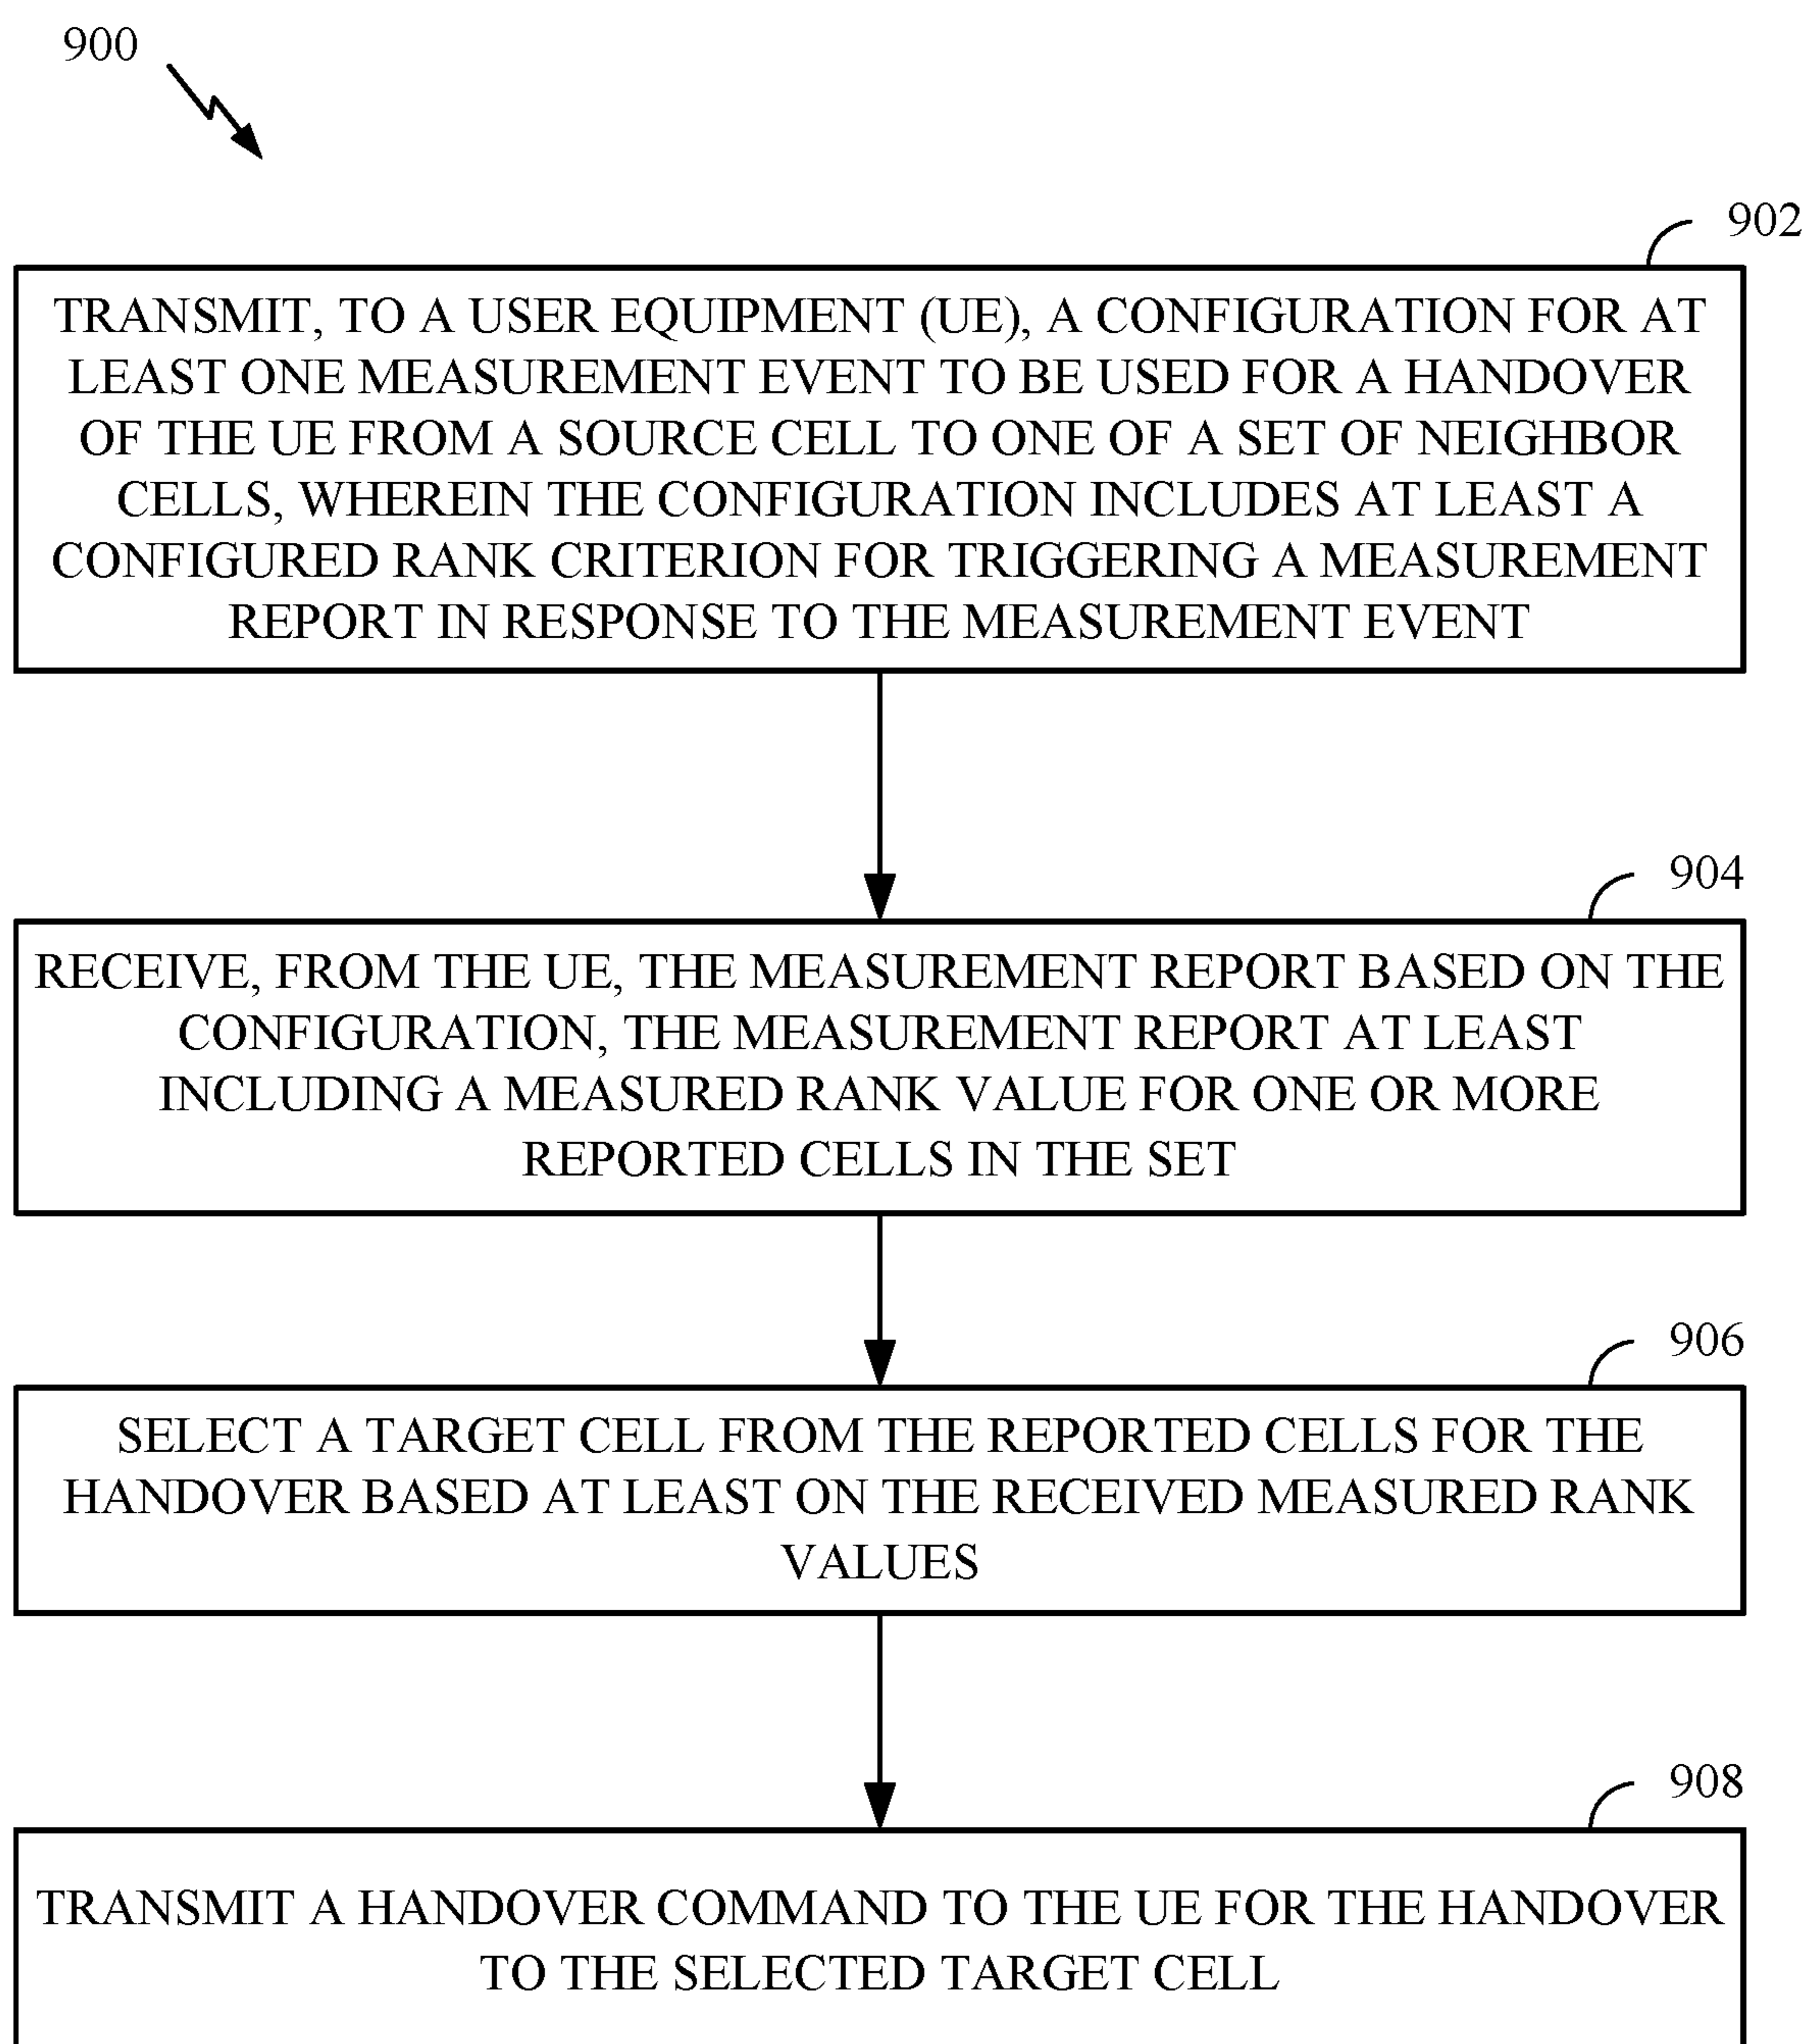 900
902
TRANSMIT, TO A USER EQUIPMENT (UE), A CONFIGURATION FOR AT
LEAST ONE MEASUREMENT EVENT TO BE USED FOR A HANDOVER
OF THE UE FROM A SOURCE CELL TO ONE OF A SET OF NEIGHBOR
CELLS, WHEREIN THE CONFIGURATION INCLUDES AT LEAST A
CONFIGURED RANK CRITERION FOR TRIGGERING A MEASUREMENT
REPORT IN RESPONSE TO THE MEASUREMENT EVENT
904
RECEIVE, FROM THE UE, THE MEASUREMENT REPORT BASED ON THE
CONFIGURATION, THE MEASUREMENT REPORT AT LEAST
INCLUDING A MEASURED RANK VALUE FOR ONE OR MORE
REPORTED CELLS IN THE SET
906
SELECT A TARGET CELL FROM THE REPORTED CELLS FOR THE
HANDOVER BASED AT LEAST ON THE RECEIVED MEASURED RANK
VALUES
908
TRANSMIT A HANDOVER COMMAND TO THE UE FOR THE HANDOVER
TO THE SELECTED TARGET CELL